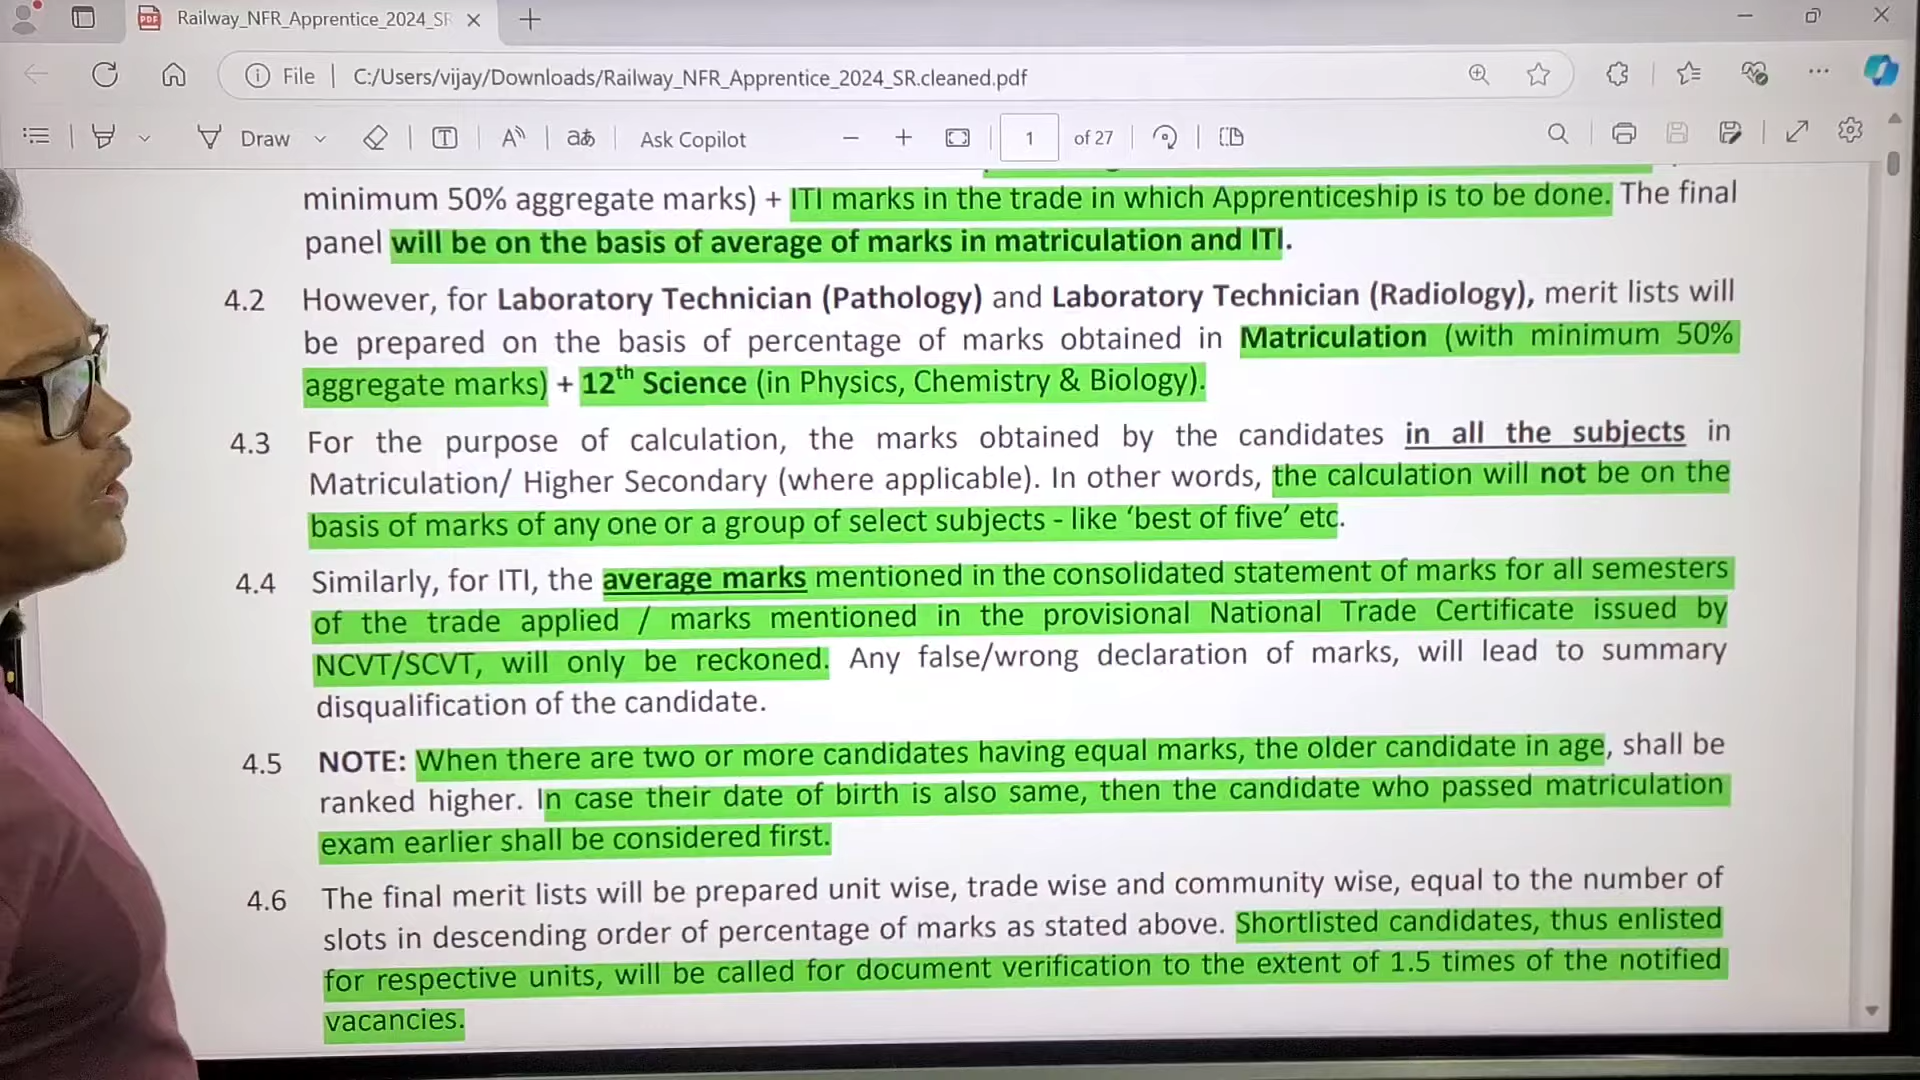 Railway_NFR_Apprentice_2024_SR
File | C:/Users/vijay/Downloads/Railway_NFR_Apprentice_2024_SR.cleaned.pdf
Draw
Ask Copilot
1 of 27
minimum 50% aggregate marks) + ITI marks in the trade in which Apprenticeship is to be done. The final
panel will be on the basis of average of marks in matriculation and ITI.
4.2 However, for Laboratory Technician (Pathology) and Laboratory Technician (Radiology), merit lists will
be prepared on the basis of percentage of marks obtained in Matriculation (with minimum 50%
aggregate marks) + 12th Science (in Physics, Chemistry & Biology).
4.3 For the purpose of calculation, the marks obtained by the candidates in all the subjects in
Matriculation/ Higher Secondary (where applicable). In other words, the calculation will not be on the
basis of marks of any one or a group of select subjects - like ‘best of five’ etc.
4.4 Similarly, for ITI, the average marks mentioned in the consolidated statement of marks for all semesters
of the trade applied / marks mentioned in the provisional National Trade Certificate issued by
NCVT/SCVT, will only be reckoned. Any false/wrong declaration of marks, will lead to summary
disqualification of the candidate.
4.5 NOTE: When there are two or more candidates having equal marks, the older candidate in age, shall be
ranked higher. In case their date of birth is also same, then the candidate who passed matriculation
exam earlier shall be considered first.
4.6 The final merit lists will be prepared unit wise, trade wise and community wise, equal to the number of
slots in descending order of percentage of marks as stated above. Shortlisted candidates, thus enlisted
for respective units, will be called for document verification to the extent of 1.5 times of the notified
vacancies.